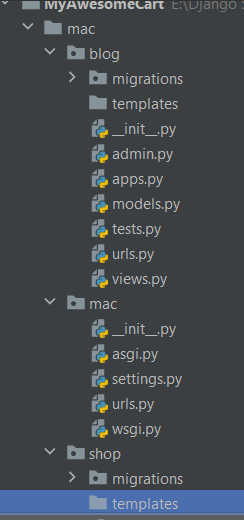 MyAwesomeCart E:\Django
mac
blog
migrations
templates
__init__.py
admin.py
apps.py
models.py
tests.py
urls.py
views.py
mac
__init__.py
asgi.py
settings.py
urls.py
wsgi.py
shop
migrations
templates